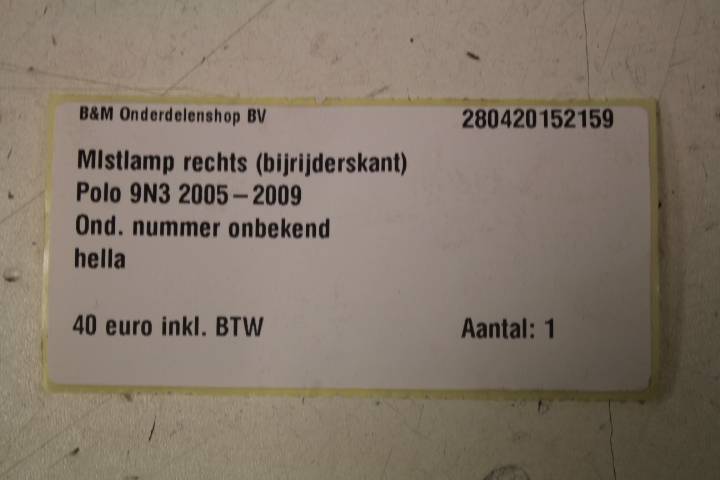 B&M Onderdelenshop BV 280420152159
MIstlamp rechts (bijrijderskant)
Polo 9N3 2005–2009
Ond. nummer onbekend
hella
40 euro inkl. BTW Aantal: 1